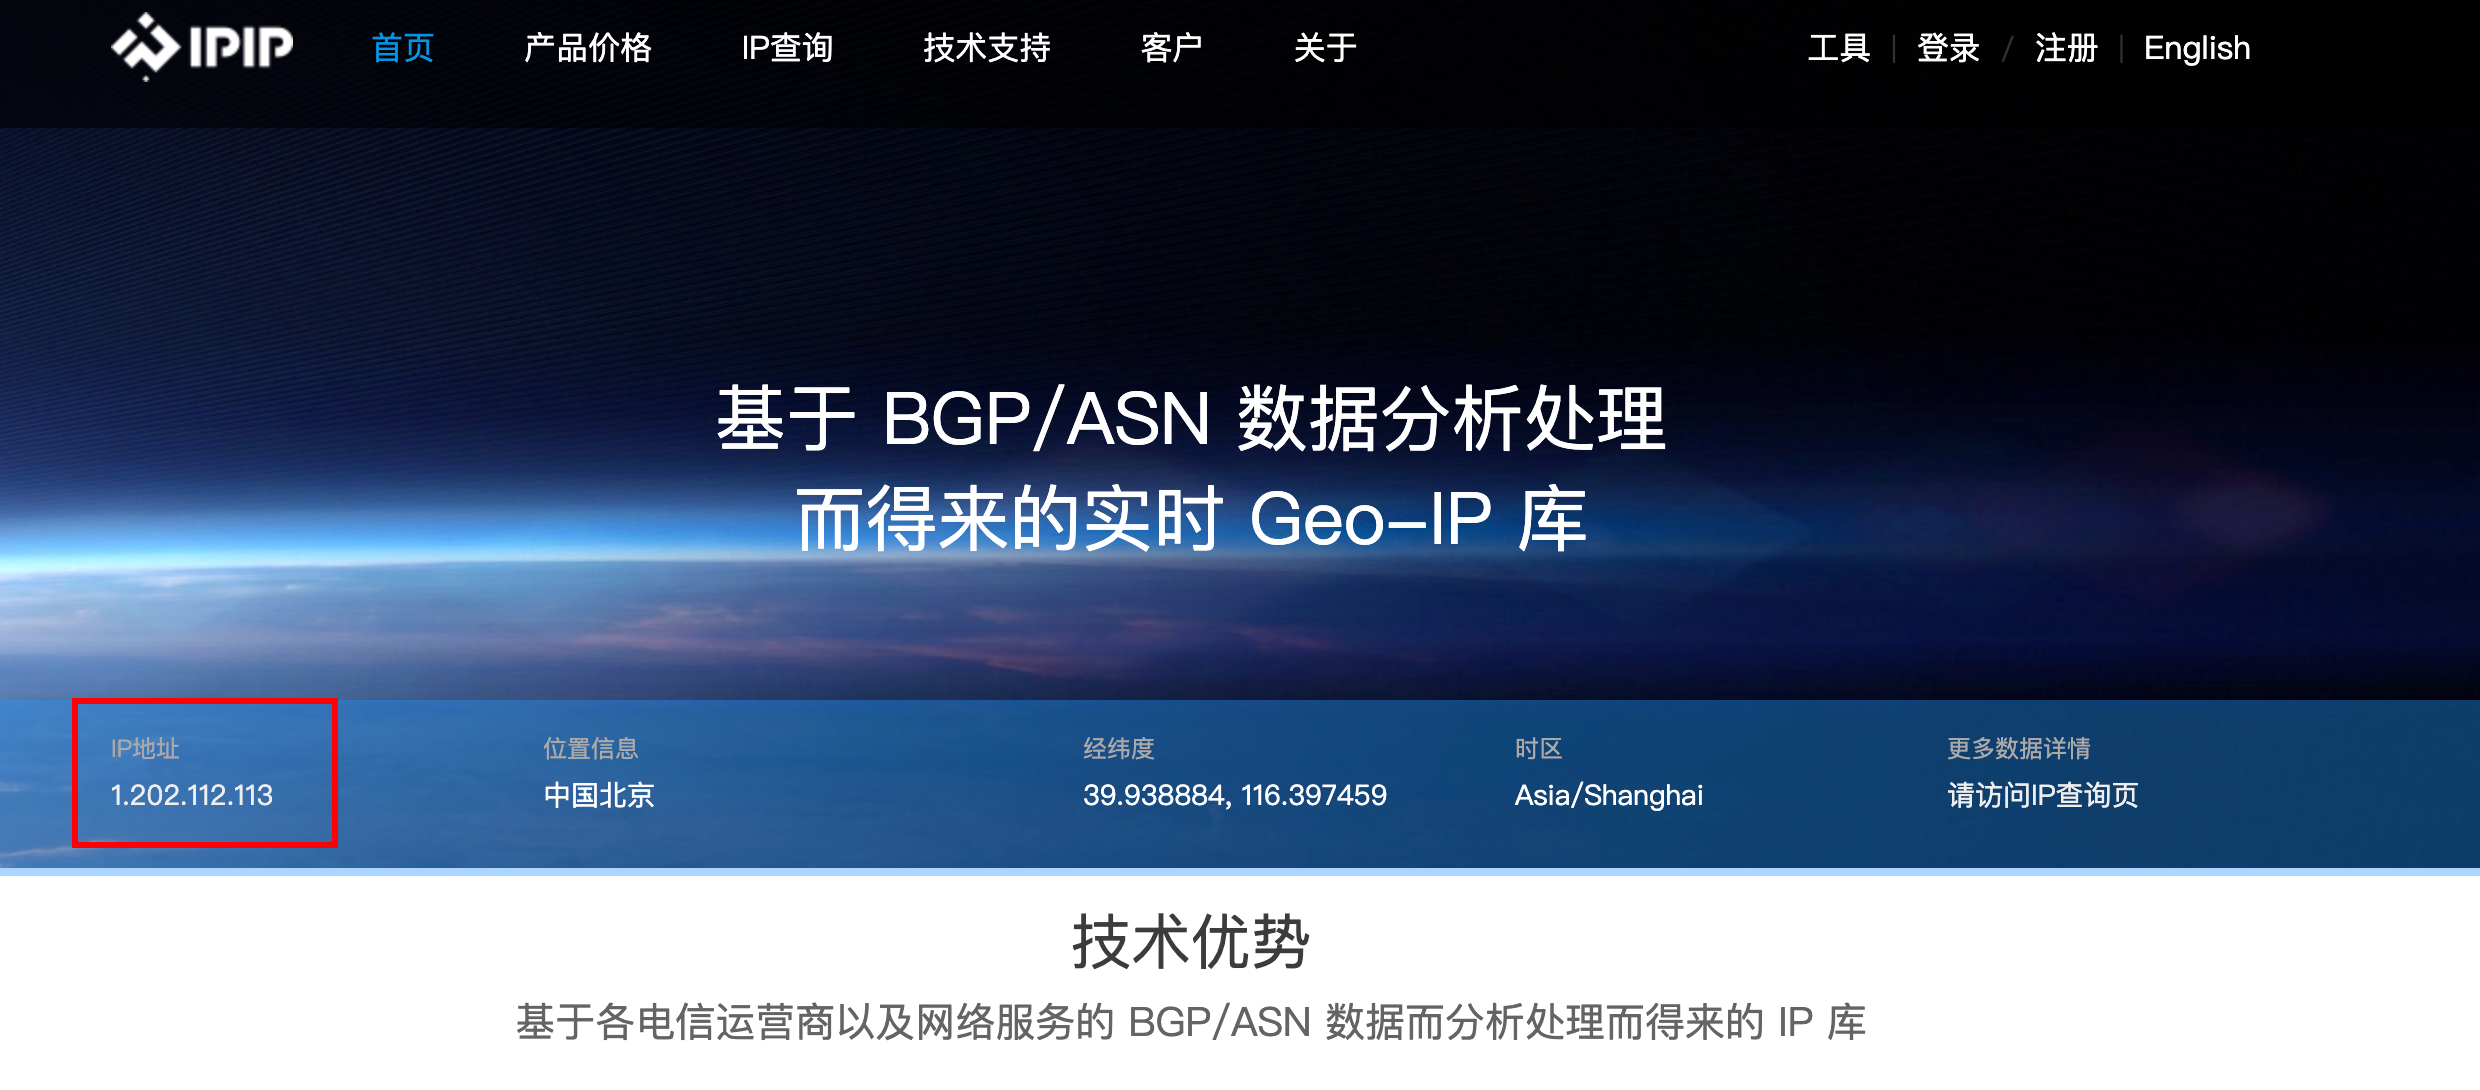 IPIP 首页 产品价格 IP查询 技术支持 客户 关于 工具 | 登录 / 注册 | English
基于 BGP/ASN 数据分析处理
而得来的实时 Geo-IP 库
IP地址 位置信息 经纬度 时区 更多数据详情
1.202.112.113 中国北京 39.938884, 116.397459 Asia/Shanghai 请访问IP查询页
技术优势
基于各电信运营商以及网络服务的 BGP/ASN 数据而分析处理而得来的 IP 库